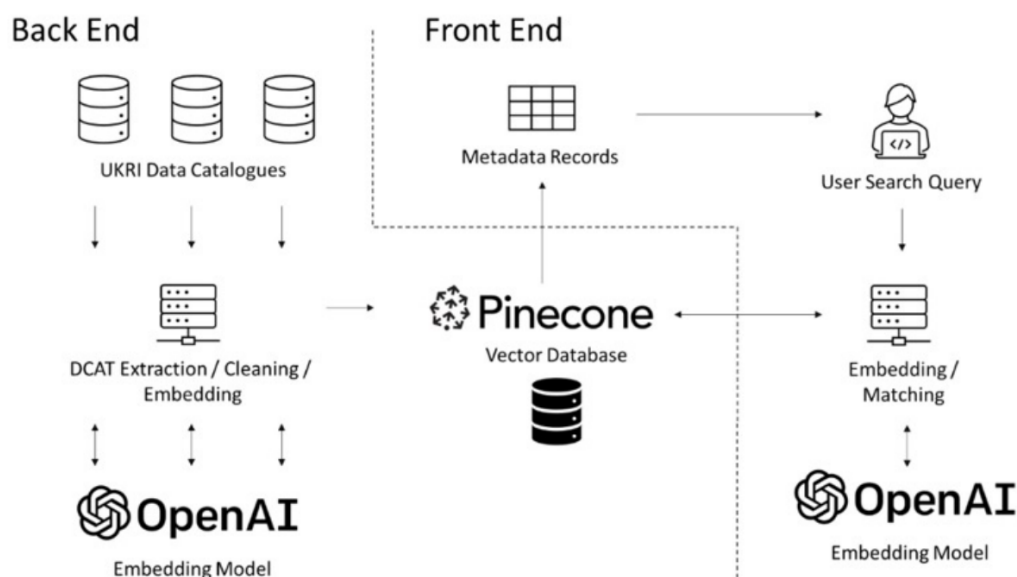 Back End
Front End
UKRI Data Catalogues
Metadata Records
User Search Query
</>
DCAT Extraction / Cleaning /
Embedding
Pinecone
Vector Database
Embedding /
Matching
OpenAI
Embedding Model
OpenAI
Embedding Model